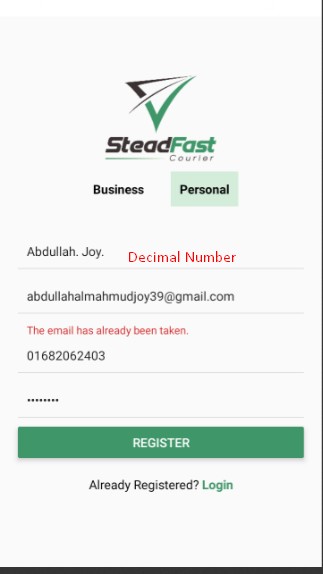 SteadFast
Courier
Business Personal
Abdullah. Joy. Decimal Number
abdullahalmahmudjoy39@gmail.com
The email has already been taken.
01682062403
••••••••
REGISTER
Already Registered? Login